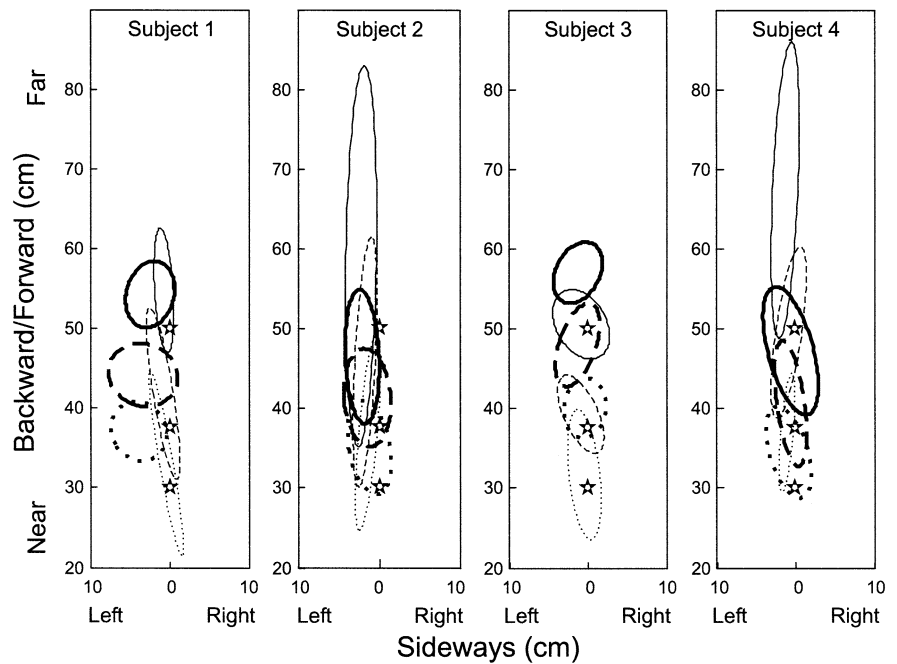 Subject 1 Subject 2 Subject 3 Subject 4
Far
Backward/Forward (cm)
Near
80 80 80 80
70 70 70 70
60 60 60 60
50 50 50 50
40 40 40 40
30 30 30 30
20 20 20 20
10 0 10 10 0 10 10 0 10 10 0 10
Left Right Left Right Left Right Left Right
Sideways (cm)